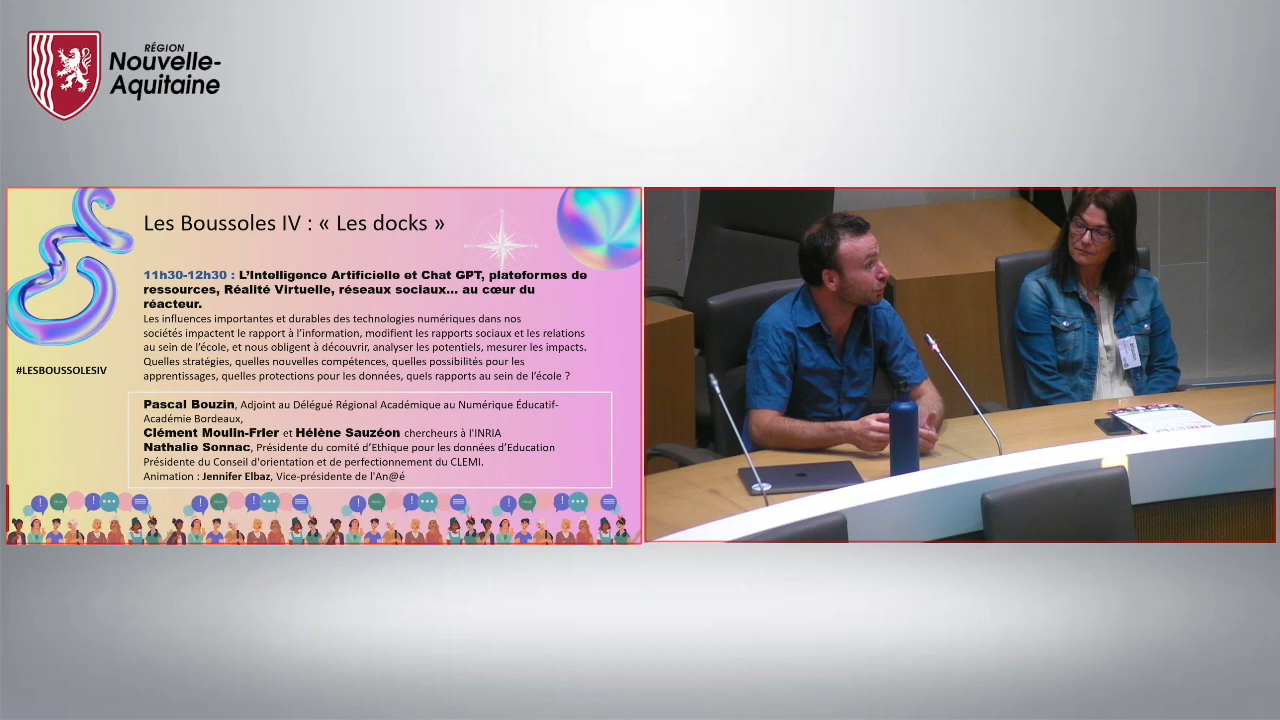 RÉGION
Nouvelle-
Aquitaine
Les Boussoles IV : « Les docks »
11h30-12h30 : L'Intelligence Artificielle et Chat GPT, plateformes de
ressources, Réalité Virtuelle, réseaux sociaux... au cœur du
réacteur.
Les influences importantes et durables des technologies numériques dans nos
sociétés impactent le rapport à l'information, modifient les rapports sociaux et les relations
au sein de l'école, et nous obligent à découvrir, analyser les potentiels, mesurer les impacts.
Quelles stratégies, quelles nouvelles compétences, quelles possibilités pour les
apprentissages, quelles protections pour les données, quels rapports au sein de l'école ?
#LESBOUSSOLESIV
Pascal Bouzin, Adjoint au Délégué Régional Académique au Numérique Éducatif-
Académie Bordeaux,
Clément Moulin-Frier et Hélène Sauzéon chercheurs à l'INRIA
Nathalie Sonnac, Présidente du comité d'Ethique pour les données d'Education
Présidente du Conseil d'orientation et de perfectionnement du CLEMI.
Animation : Jennifer Elbaz, Vice-présidente de l'An@é